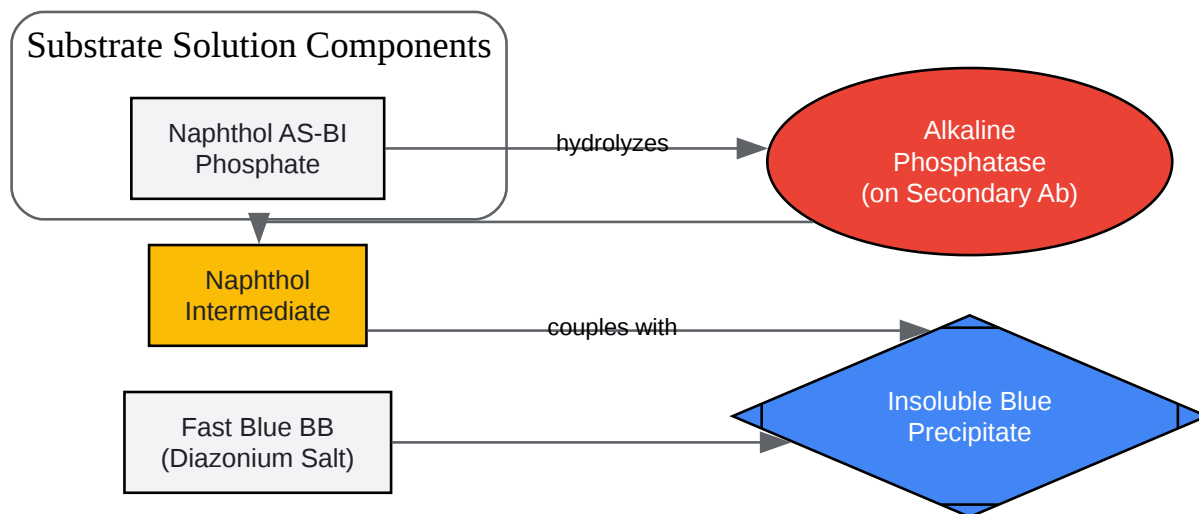 Substrate Solution Components
Naphthol AS-BI
Phosphate
hydrolyzes
Alkaline
Phosphatase
(on Secondary Ab)
Naphthol
Intermediate
couples with
Insoluble Blue
Precipitate
Fast Blue BB
(Diazonium Salt)